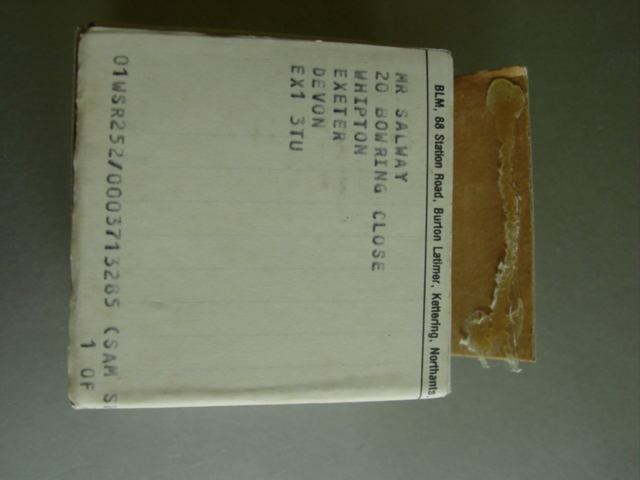 BLM, 88 Station Road, Burton Latimer, Kettering, Northants.
MR SALWAY
20 BOWRING CLOSE
WHIPTON
EXETER
DEVON
EX1 3TU
01WSR252/0003713285 (SAM
1 OF